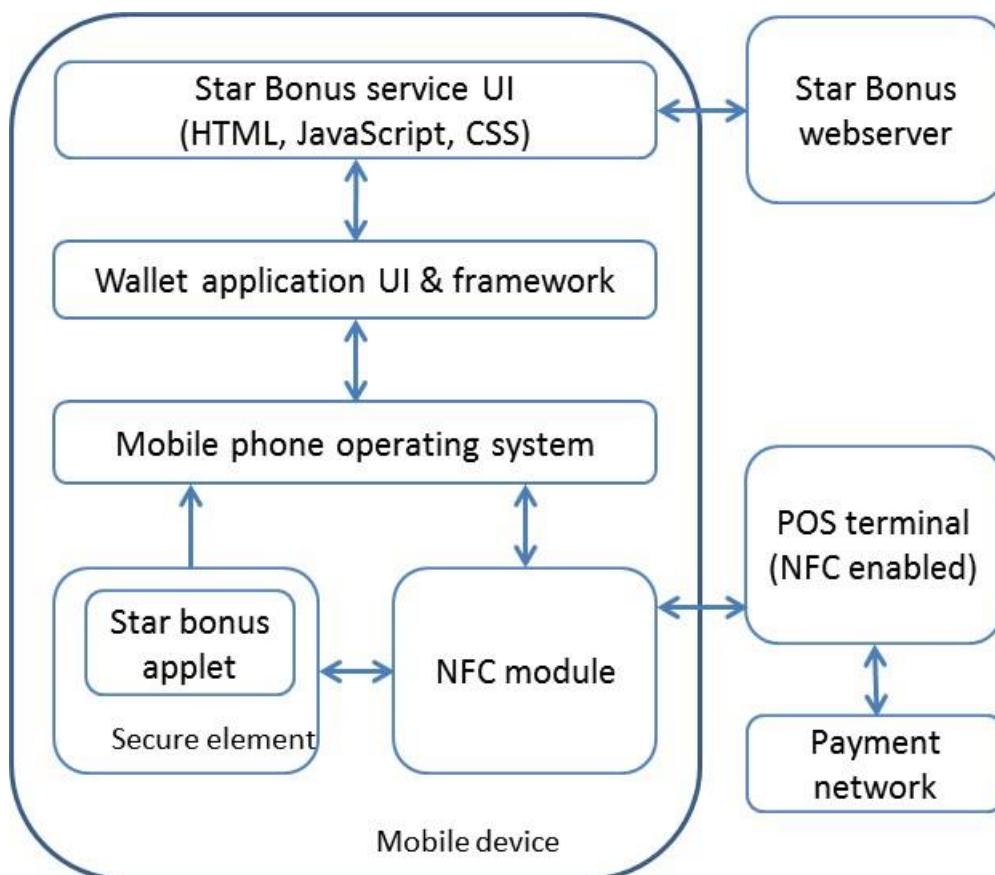 Star Bonus service UI
(HTML, JavaScript, CSS)
Star Bonus
webserver
Wallet application UI & framework
Mobile phone operating system
POS terminal
(NFC enabled)
Star bonus
applet
Secure element
NFC module
Payment
network
Mobile device